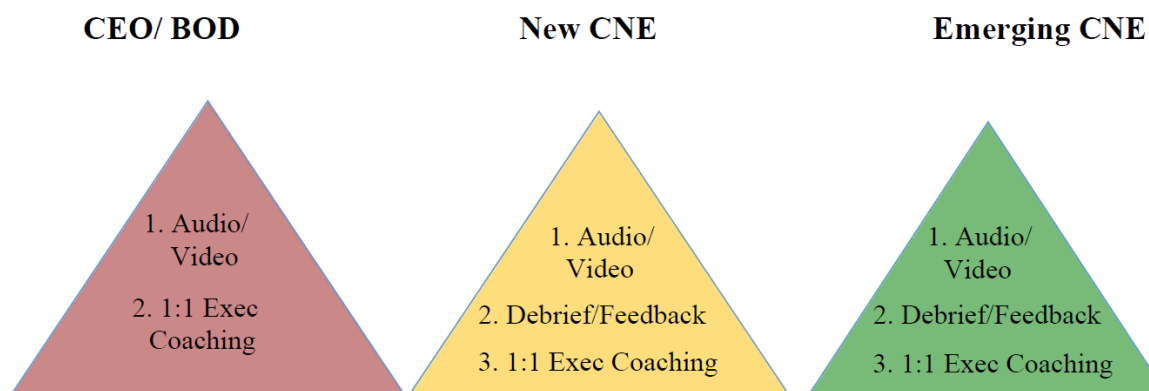 CEO/ BOD
New CNE
Emerging CNE
1. Audio/
Video
2. 1:1 Exec
Coaching
1. Audio/
Video
2. Debrief/Feedback
3. 1:1 Exec Coaching
1. Audio/
Video
2. Debrief/Feedback
3. 1:1 Exec Coaching